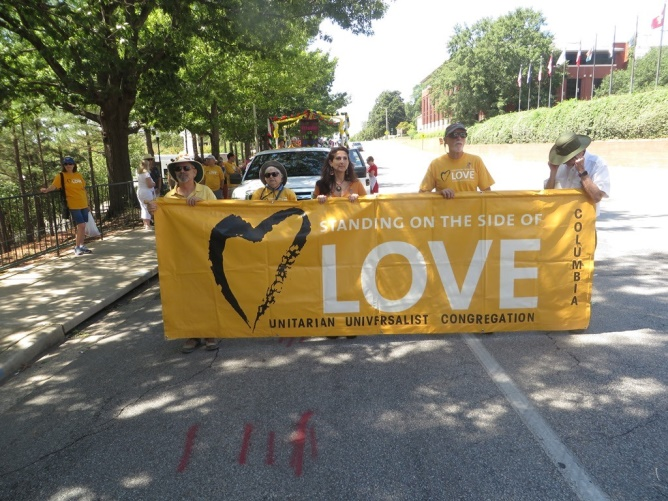 STANDING ON THE SIDE OF
LOVE
UNITARIAN UNIVERSALIST CONGREGATION
COLUMBIA
LOVE